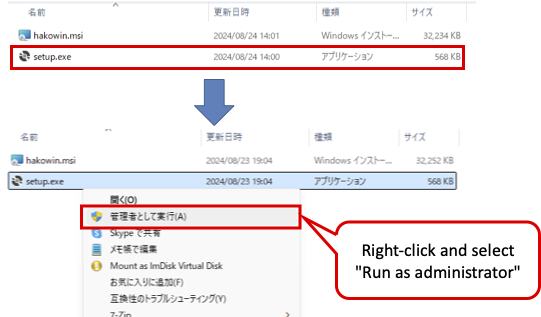 名前 更新日時 種類 サイズ
hakowin.msi 2024/08/24 14:01 Windows インストー... 32,234 KB
setup.exe 2024/08/24 14:00 アプリケーション 568 KB
名前 更新日時 種類 サイズ
hakowin.msi 2024/08/23 19:04 Windows インストー... 32,252 KB
setup.exe 2024/08/23 19:04 アプリケーション 568 KB
開く(O)
管理者として実行(A)
Skype で共有
メモ帳で編集
Mount as ImDisk Virtual Disk
お気に入りに追加(F)
互換性のトラブルシューティング(Y)
7-Zip
Right-click and select
"Run as administrator"